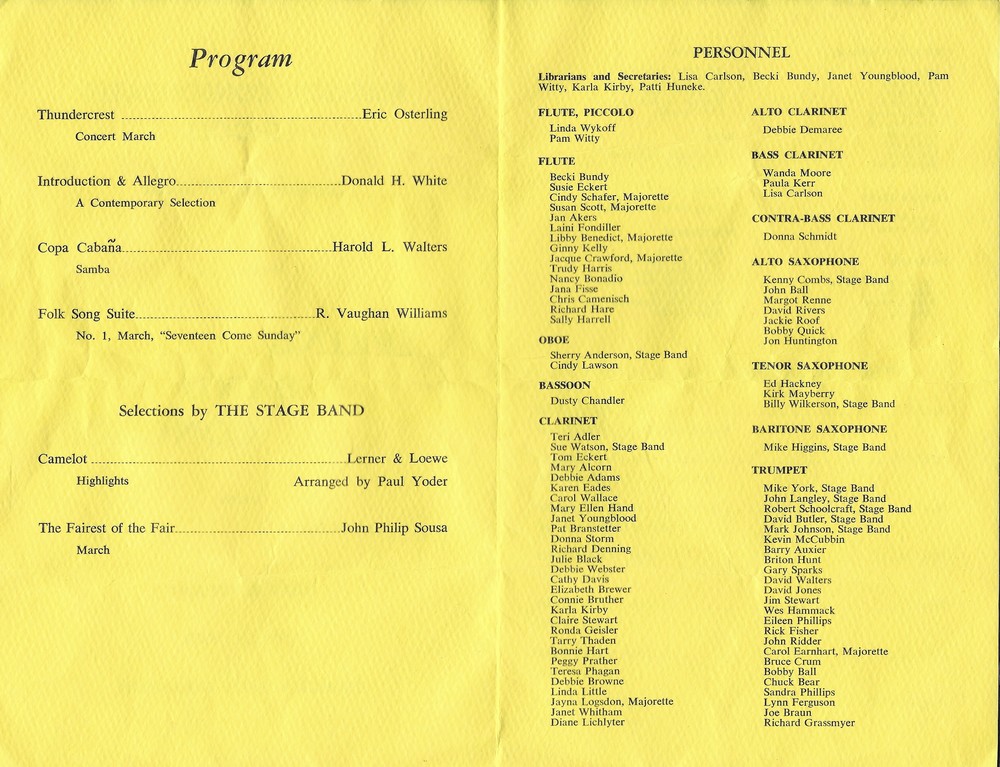 Program
Thundercrest ........................ Eric Osterling
Concert March
Introduction & Allegro........................Donald H. White
A Contemporary Selection
Copa Cabaña........................Harold L. Walters
Samba
Folk Song Suite........................R. Vaughan Williams
No. 1, March, "Seventeen Come Sunday"
Selections by THE STAGE BAND
Camelot ........................Lerner & Loewe
Highlights Arranged by Paul Yoder
The Fairest of the Fair........................John Philip Sousa
March
PERSONNEL
Librarians and Secretaries: Lisa Carlson, Becki Bundy, Janet Youngblood, Pam
Witty, Karla Kirby, Patti Huneke.
FLUTE, PICCOLO
Linda Wykoff
Pam Witty
FLUTE
Becki Bundy
Susie Eckert
Cindy Schafer, Majorette
Susan Scott, Majorette
Jan Akers
Laini Fondiller
Libby Benedict, Majorette
Ginny Kelly
Jacque Crawford, Majorette
Trudy Harris
Nancy Bonadio
Jana Fisse
Chris Camenisch
Richard Hare
Sally Harrell
OBOE
Sherry Anderson, Stage Band
Cindy Lawson
BASSOON
Dusty Chandler
CLARINET
Teri Adler
Sue Watson, Stage Band
Tom Eckert
Mary Alcorn
Debbie Adams
Karen Eades
Carol Wallace
Mary Ellen Hand
Janet Youngblood
Pat Branstetter
Donna Storm
Richard Denning
Julie Black
Debbie Webster
Cathy Davis
Elizabeth Brewer
Connie Bruther
Karla Kirby
Claire Stewart
Ronda Geisler
Tarry Thaden
Bonnie Hart
Peggy Prather
Teresa Phagan
Debbie Browne
Linda Little
Jayna Logsdon, Majorette
Janet Whitham
Diane Lichlyter
ALTO CLARINET
Debbie Demaree
BASS CLARINET
Wanda Moore
Paula Kerr
Lisa Carlson
CONTRA-BASS CLARINET
Donna Schmidt
ALTO SAXOPHONE
Kenny Combs, Stage Band
John Ball
Margot Renne
David Rivers
Jackie Roof
Bobby Quick
Jon Huntington
TENOR SAXOPHONE
Ed Hackney
Kirk Mayberry
Billy Wilkerson, Stage Band
BARITONE SAXOPHONE
Mike Higgins, Stage Band
TRUMPET
Mike York, Stage Band
John Langley, Stage Band
Robert Schoolcraft, Stage Band
David Butler, Stage Band
Mark Johnson, Stage Band
Kevin McCubbin
Barry Auxier
Briton Hunt
Gary Sparks
David Walters
David Jones
Jim Stewart
Wes Hammack
Eileen Phillips
Rick Fisher
John Ridder
Carol Earnhart, Majorette
Bruce Crum
Bobby Ball
Chuck Bear
Sandra Phillips
Lynn Ferguson
Joe Braun
Richard Grassmyer